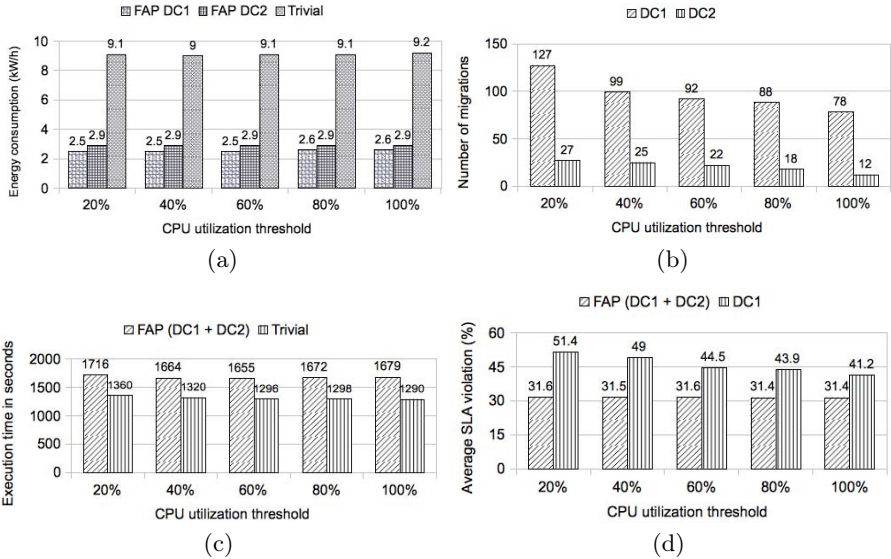 FAP DC1 FAP DC2 Trivial
Energy consumption (kW/h)
10
8
6
4
2
0
2.5 2.9 9.1
2.5 2.9 9
2.5 2.9 9.1
2.6 2.9 9.1
2.6 2.9 9.2
20% 40% 60% 80% 100%
CPU utilization threshold
(a)
DC1 DC2
Number of migrations
150
100
50
0
127 27
99 25
92 22
88 18
78 12
20% 40% 60% 80% 100%
CPU utilization threshold
(b)
FAP (DC1 + DC2) Trivial
Execution time in seconds
2000
1500
1000
500
0
1716 1360
1664 1320
1655 1296
1672 1298
1679 1290
20% 40% 60% 80% 100%
CPU utilization threshold
(c)
FAP (DC1 + DC2) DC1
Average SLA violation (%)
60
45
30
15
0
31.6 51.4
31.5 49
31.6 44.5
31.4 43.9
31.4 41.2
20% 40% 60% 80% 100%
CPU utilization threshold
(d)